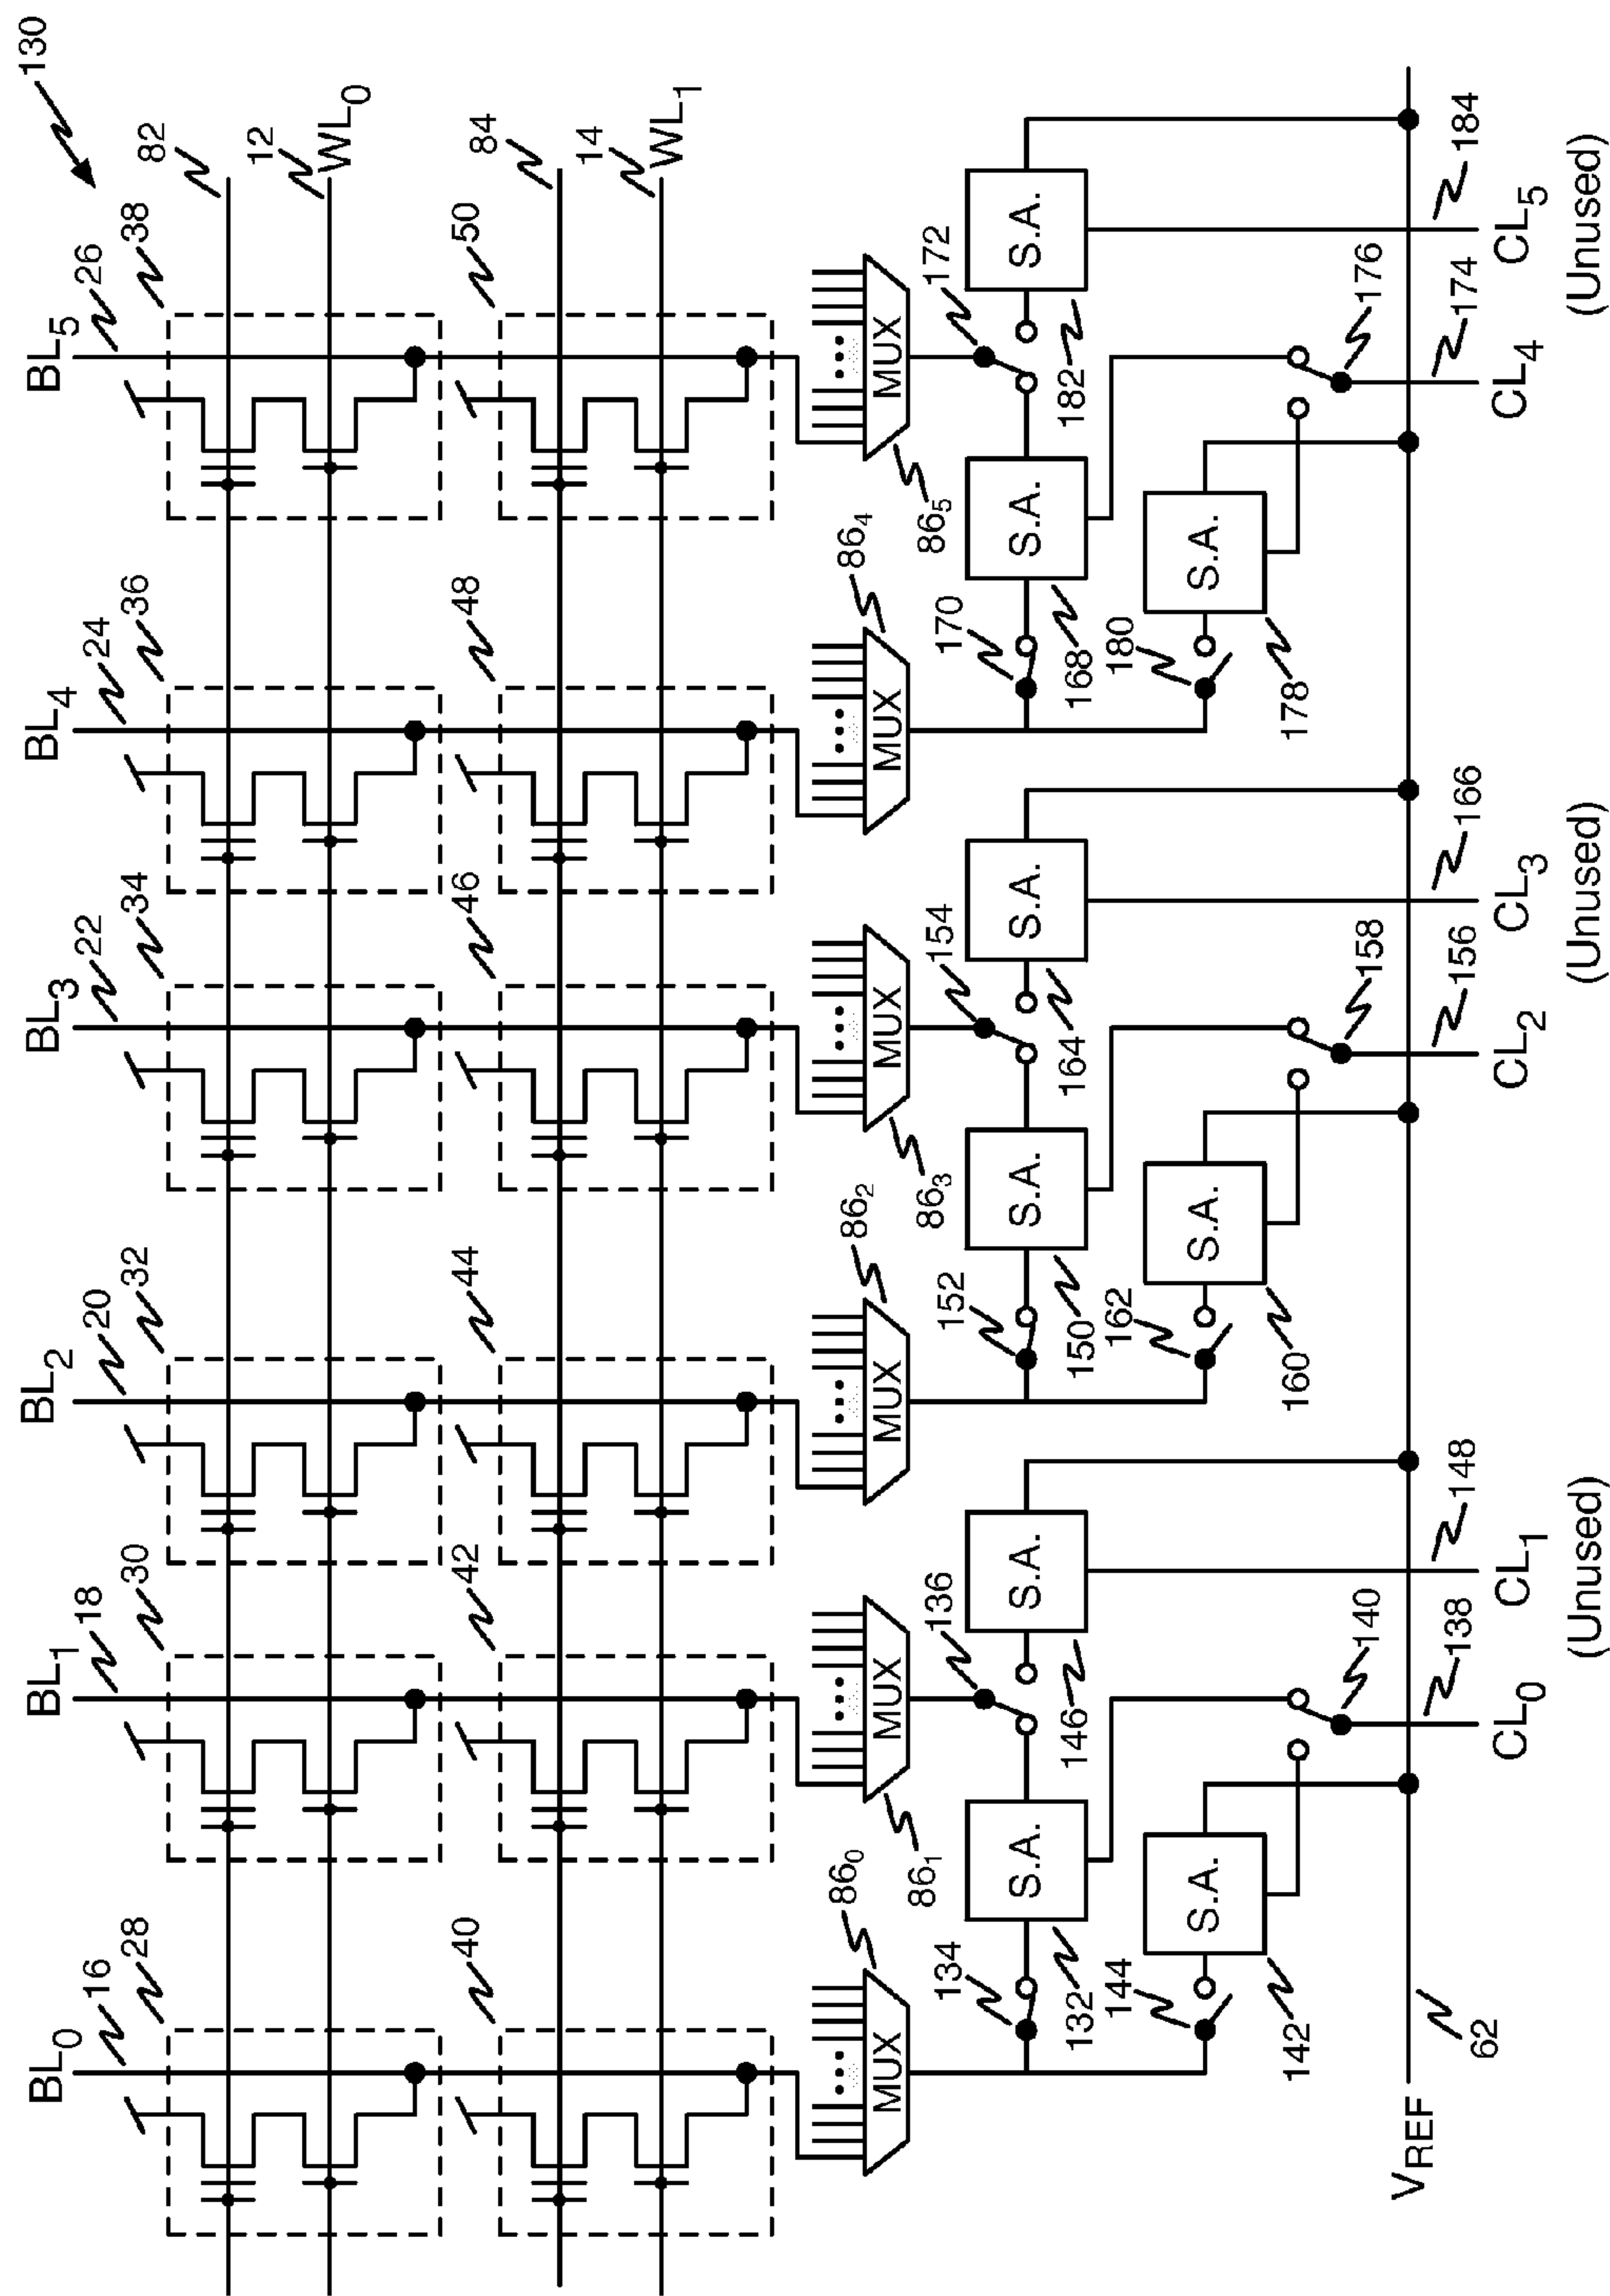 130
BL0 16 28
BL1 18 30
BL2 20 32
BL3 22 34
BL4 24 36
BL5 26 38
82
12
WL0
40
42
44
46
48
50
84
14
WL1
MUX 860
MUX 861
MUX 862
MUX 863
MUX 864
MUX 865
134
136
152
154
170
172
S.A.
S.A.
S.A.
S.A.
S.A.
S.A.
132
146
150
164
168
182
144
162
180
S.A.
S.A.
S.A.
142
160
178
140
158
176
VREF
62
138
148
156
166
174
184
CL0
CL1
CL2
CL3
CL4
CL5
(Unused)
(Unused)
(Unused)